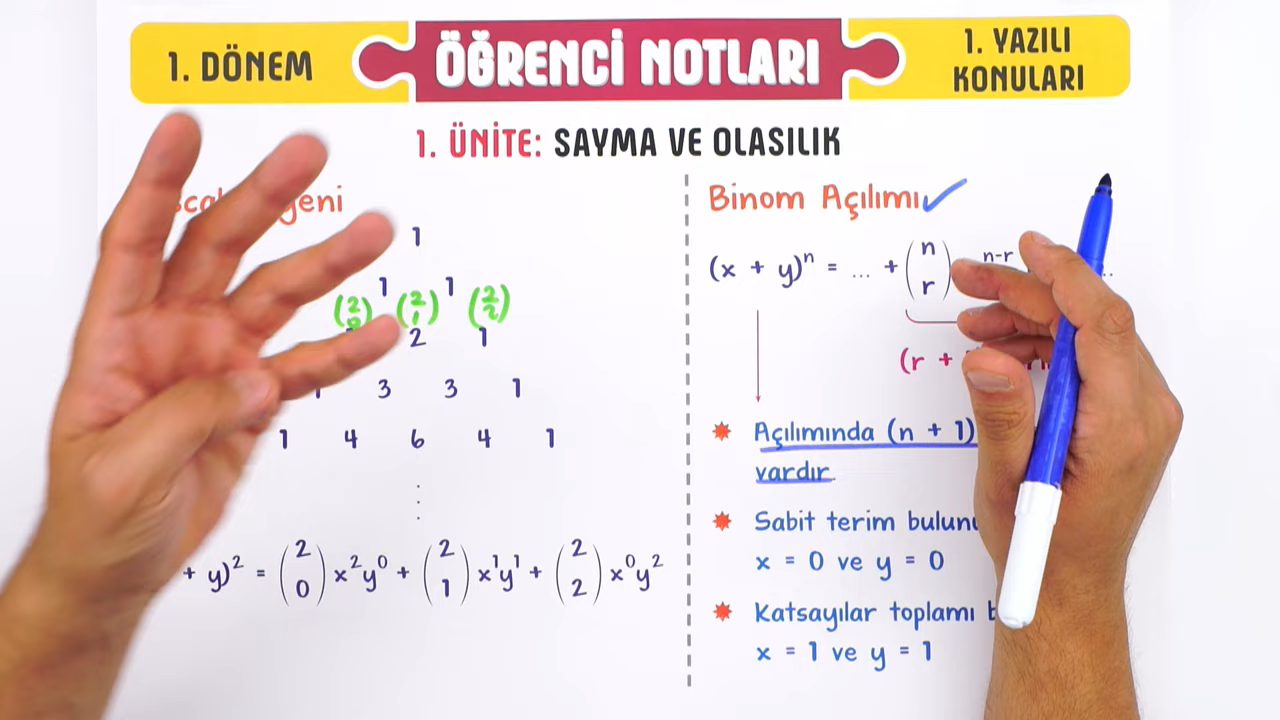 1. DÖNEM
ÖĞRENCİ NOTLARI
1. YAZILI
KONULARI
1. ÜNİTE: SAYMA VE OLASILIK
1
1 1
(2 0) (2 1) (2 2)
2 1
1 3 3 1
1 4 6 4 1
⋮
+ y)² = (2 0) x²y⁰ + (2 1) x¹y¹ + (2 2) x⁰y²
Binom Açılımı ✓
(x + y)ⁿ = ... + (n r) n-r
(r +
Açılımında (n + 1)
vardır.
Sabit terim
x = 0 ve y = 0
Katsayılar toplamı
x = 1 ve y = 1